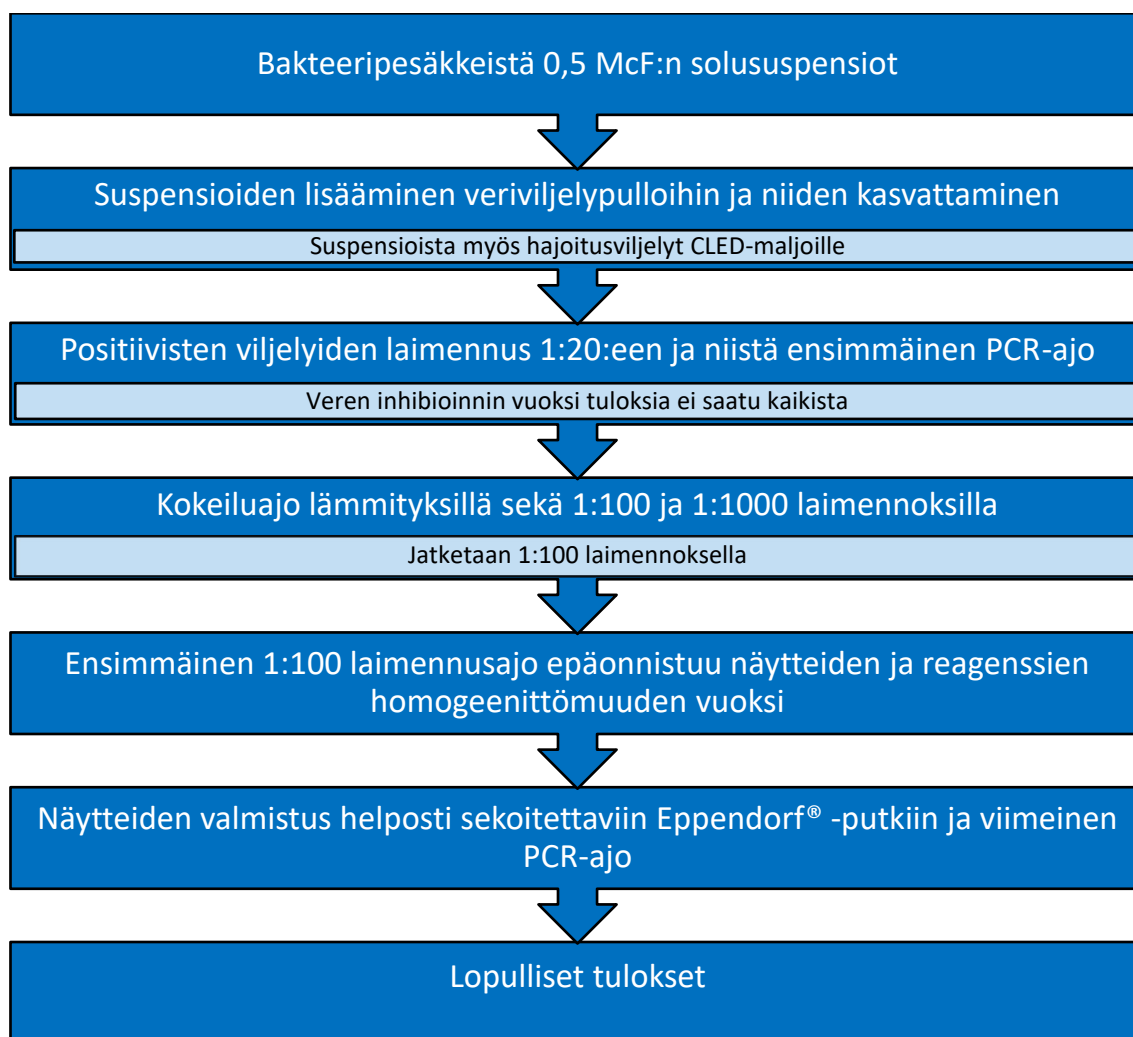 Bakteeripesäkkeistä 0,5 McF:n solususpensiot
Suspensioiden lisääminen veriviljelypulloihin ja niiden kasvattaminen
Suspensioista myös hajoitusviljelyt CLED-maljoille
Positiivisten viljelyiden laimennus 1:20:een ja niistä ensimmäinen PCR-ajo
Veren inhibioinnin vuoksi tuloksia ei saatu kaikista
Kokeiluajo lämmityksillä sekä 1:100 ja 1:1000 laimennoksilla
Jatketaan 1:100 laimennoksella
Ensimmäinen 1:100 laimennusajo epäonnistuu näytteiden ja reagenssien
homogeenittömuuden vuoksi
Näytteiden valmistus helposti sekoitettaviin Eppendorf® -putkiin ja viimeinen
PCR-ajo
Lopulliset tulokset